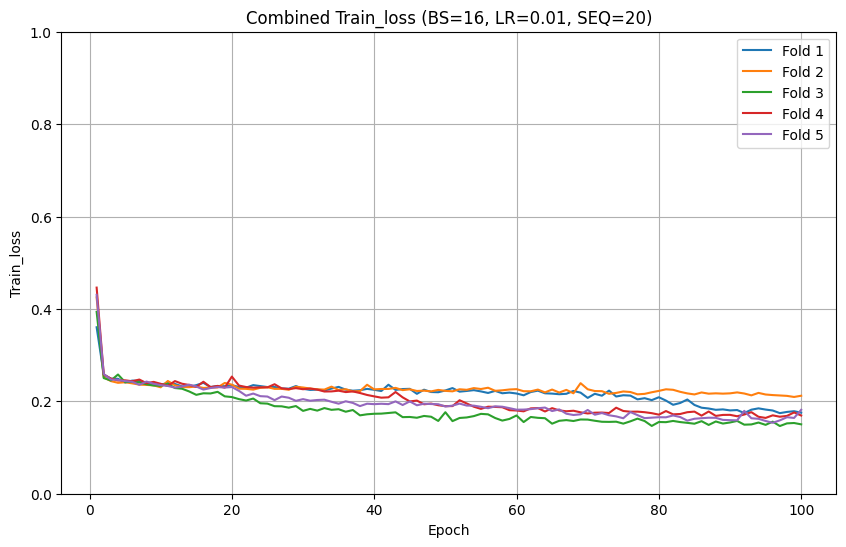 Combined Train_loss (BS=16, LR=0.01, SEQ=20)
1.0
0.8
0.6
0.4
0.2
0.0
Train_loss
Fold 1
Fold 2
Fold 3
Fold 4
Fold 5
0 20 40 60 80 100
Epoch